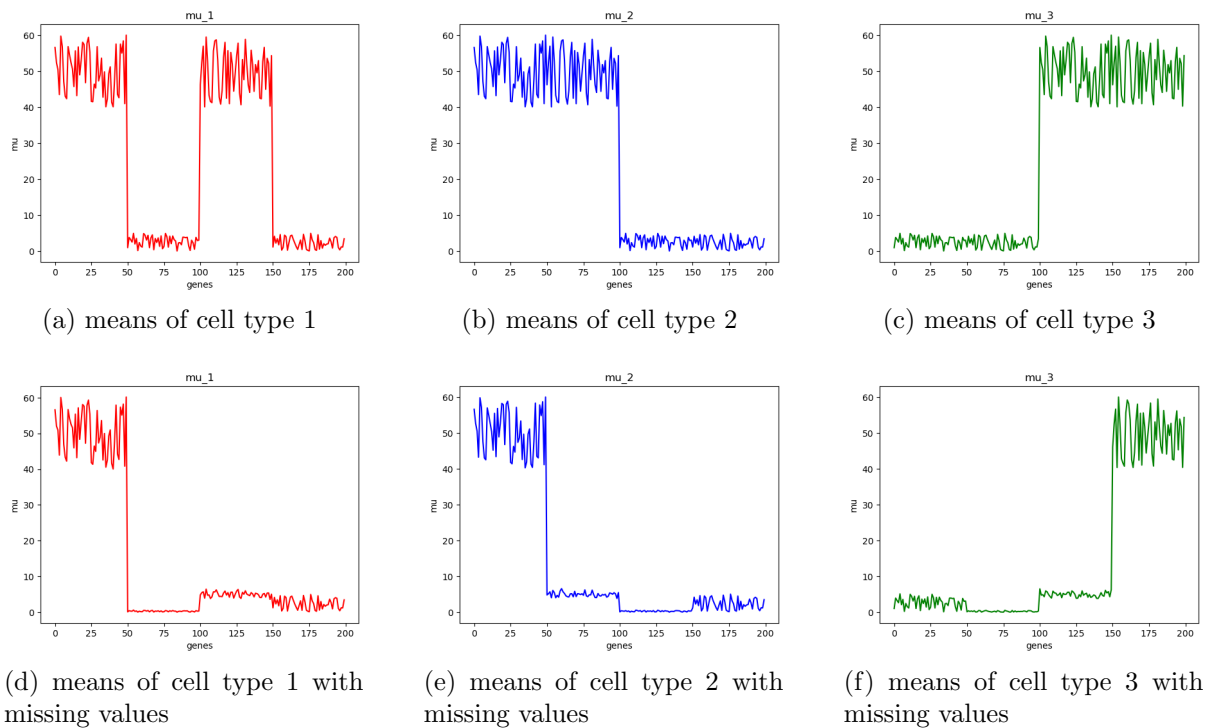 mu_1
mu_2
mu_3
60
50
40
30
20
10
0
mu
0 25 50 75 100 125 150 175 200
genes
60
50
40
30
20
10
0
mu
0 25 50 75 100 125 150 175 200
genes
60
50
40
30
20
10
0
mu
0 25 50 75 100 125 150 175 200
genes
(a) means of cell type 1
(b) means of cell type 2
(c) means of cell type 3
mu_1
mu_2
mu_3
60
50
40
30
20
10
0
mu
0 25 50 75 100 125 150 175 200
genes
60
50
40
30
20
10
0
mu
0 25 50 75 100 125 150 175 200
genes
60
50
40
30
20
10
0
mu
0 25 50 75 100 125 150 175 200
genes
(d) means of cell type 1 with
missing values
(e) means of cell type 2 with
missing values
(f) means of cell type 3 with
missing values